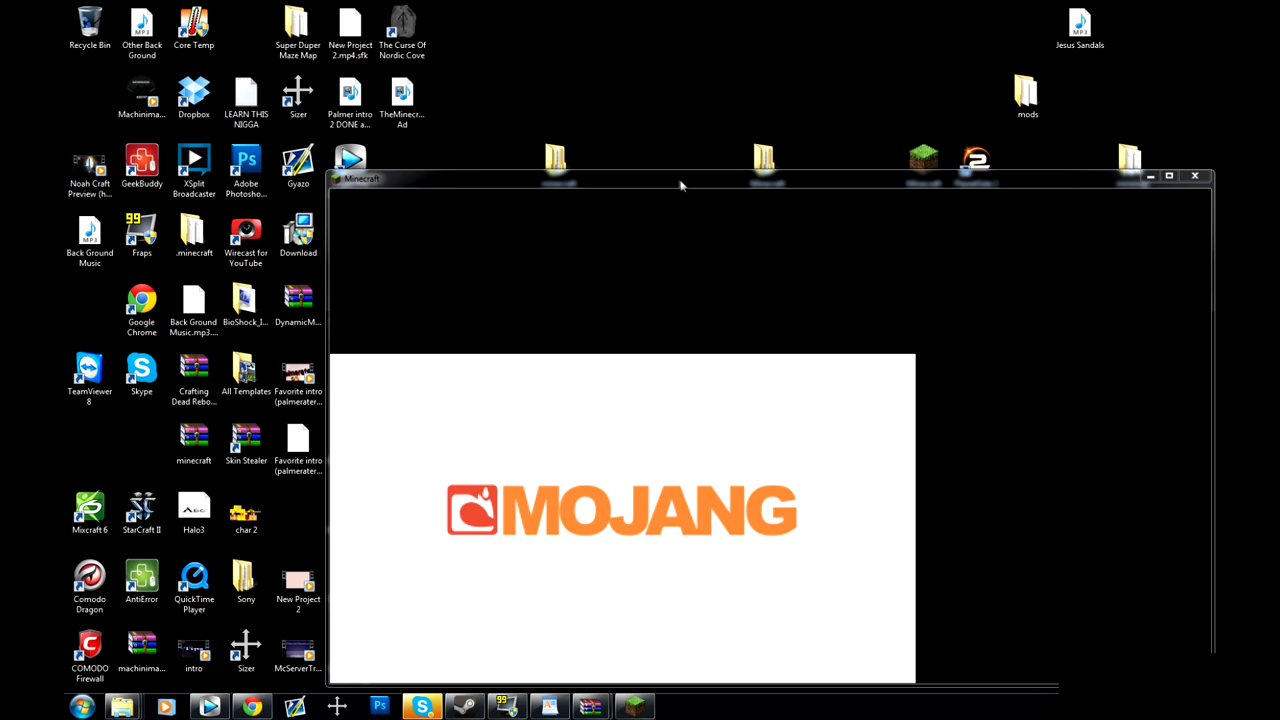 Recycle Bin
Other Back
Ground
Core Temp
Super Duper
Maze Map
New Project
2.mp4.sfk
The Curse Of
Nordic Cove
Jesus Sandals
Machinima...
Dropbox
LEARN THIS
NIGGA
Sizer
Palmer intro
2 DONE a...
TheMinecr...
Ad
mods
Noah Craft
Preview (h...
GeekBuddy
XSplit
Broadcaster
Adobe
Photosho...
Gyazo
Minecraft
minecraft
Minecraft
Minecraft
Back Ground
Music
99
Fraps
.minecraft
Wirecast for
YouTube
Download
Google
Chrome
Back Ground
Music.mp3....
BioShock_I...
DynamicM...
TeamViewer
8
Skype
Crafting
Dead Rebo...
All Templates
Favorite intro
(palmerater...
minecraft
Skin Stealer
Favorite intro
(palmerater...
MOJANG
Mixcraft 6
StarCraft II
Halo3
char 2
Comodo
Dragon
AntiError
QuickTime
Player
Sony
New Project
2
COMODO
Firewall
machinima...
intro
Sizer
McServerTr...
99